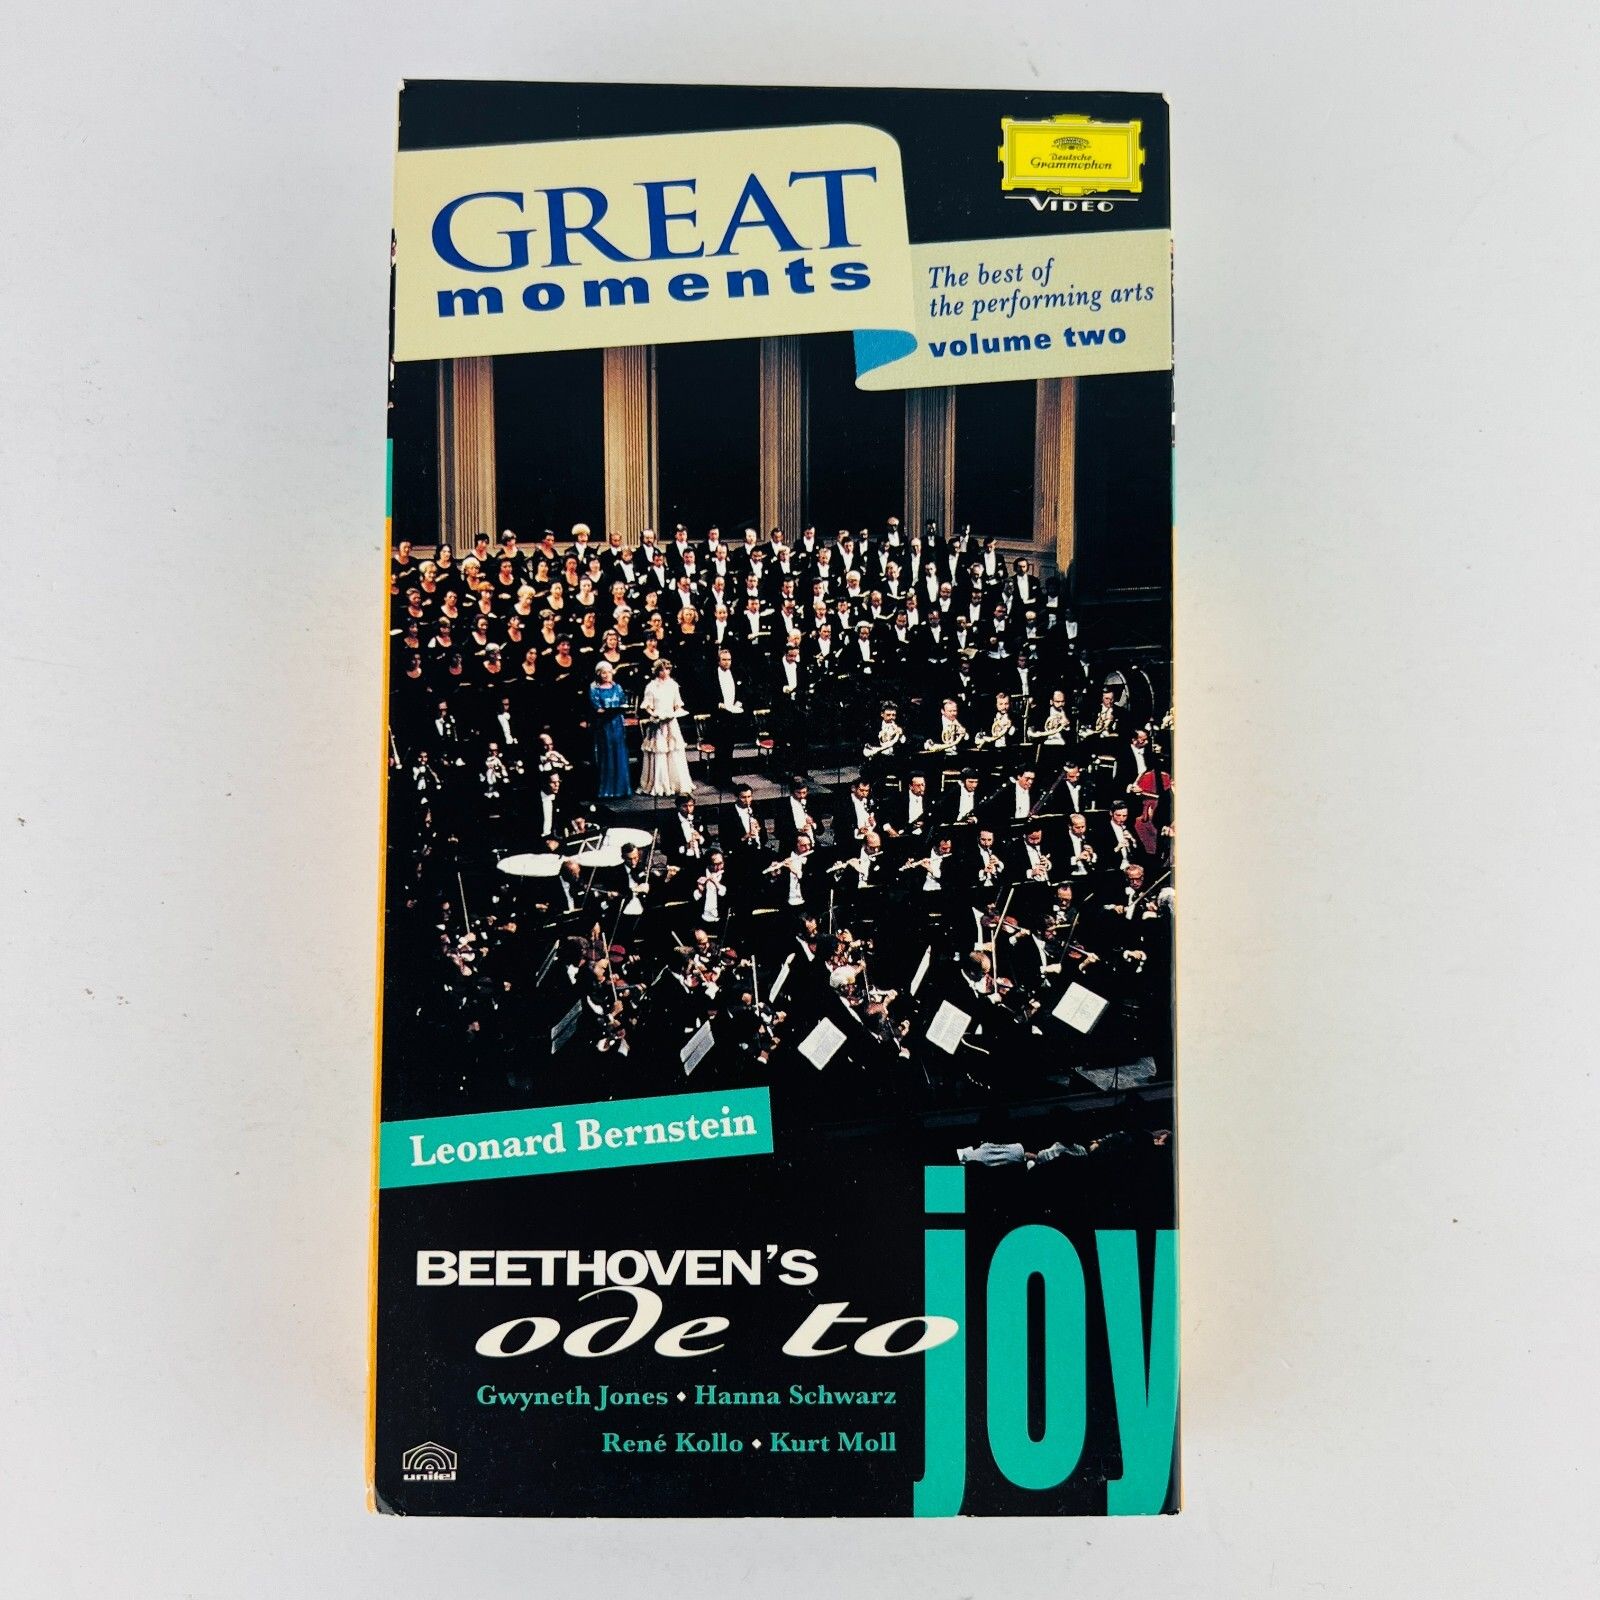 Deutsche
Grammophon
VIDEO
GREAT
moments
The best of
the performing arts
volume two
Leonard Bernstein
BEETHOVEN'S
ode to
joy
Gwyneth Jones • Hanna Schwarz
René Kollo • Kurt Moll
unitel